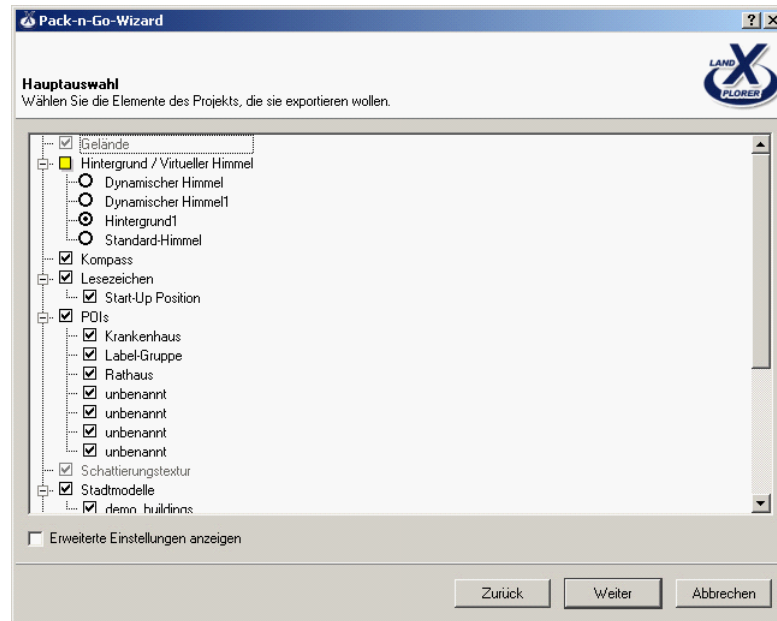 Pack-n-Go-Wizard
LAND X PLORER
Hauptauswahl
Wählen Sie die Elemente des Projekts, die sie exportieren wollen.
Gelände
Hintergrund / Virtueller Himmel
Dynamischer Himmel
Dynamischer Himmel1
Hintergrund1
Standard-Himmel
Kompass
Lesezeichen
Start-Up Position
POIs
Krankenhaus
Label-Gruppe
Rathaus
unbenannt
unbenannt
unbenannt
unbenannt
Schattierungstextur
Stadtmodelle
demo_buildings
Erweiterte Einstellungen anzeigen
Zurück
Weiter
Abbrechen